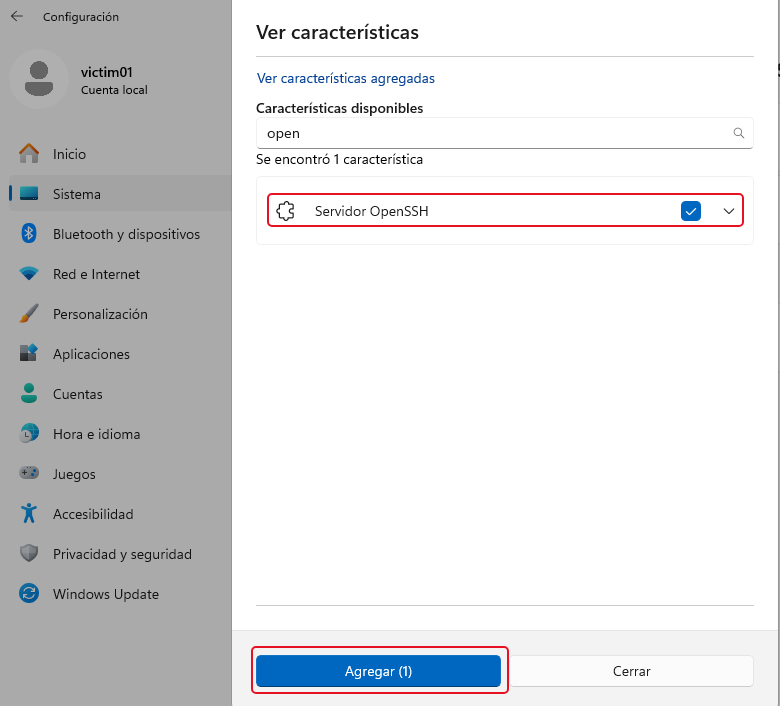 Configuración
victim01
Cuenta local
Inicio
Sistema
Bluetooth y dispositivos
Red e Internet
Personalización
Aplicaciones
Cuentas
Hora e idioma
Juegos
Accesibilidad
Privacidad y seguridad
Windows Update
Ver características
Ver características agregadas
Características disponibles
open
Se encontró 1 característica
Servidor OpenSSH
Agregar (1)
Cerrar